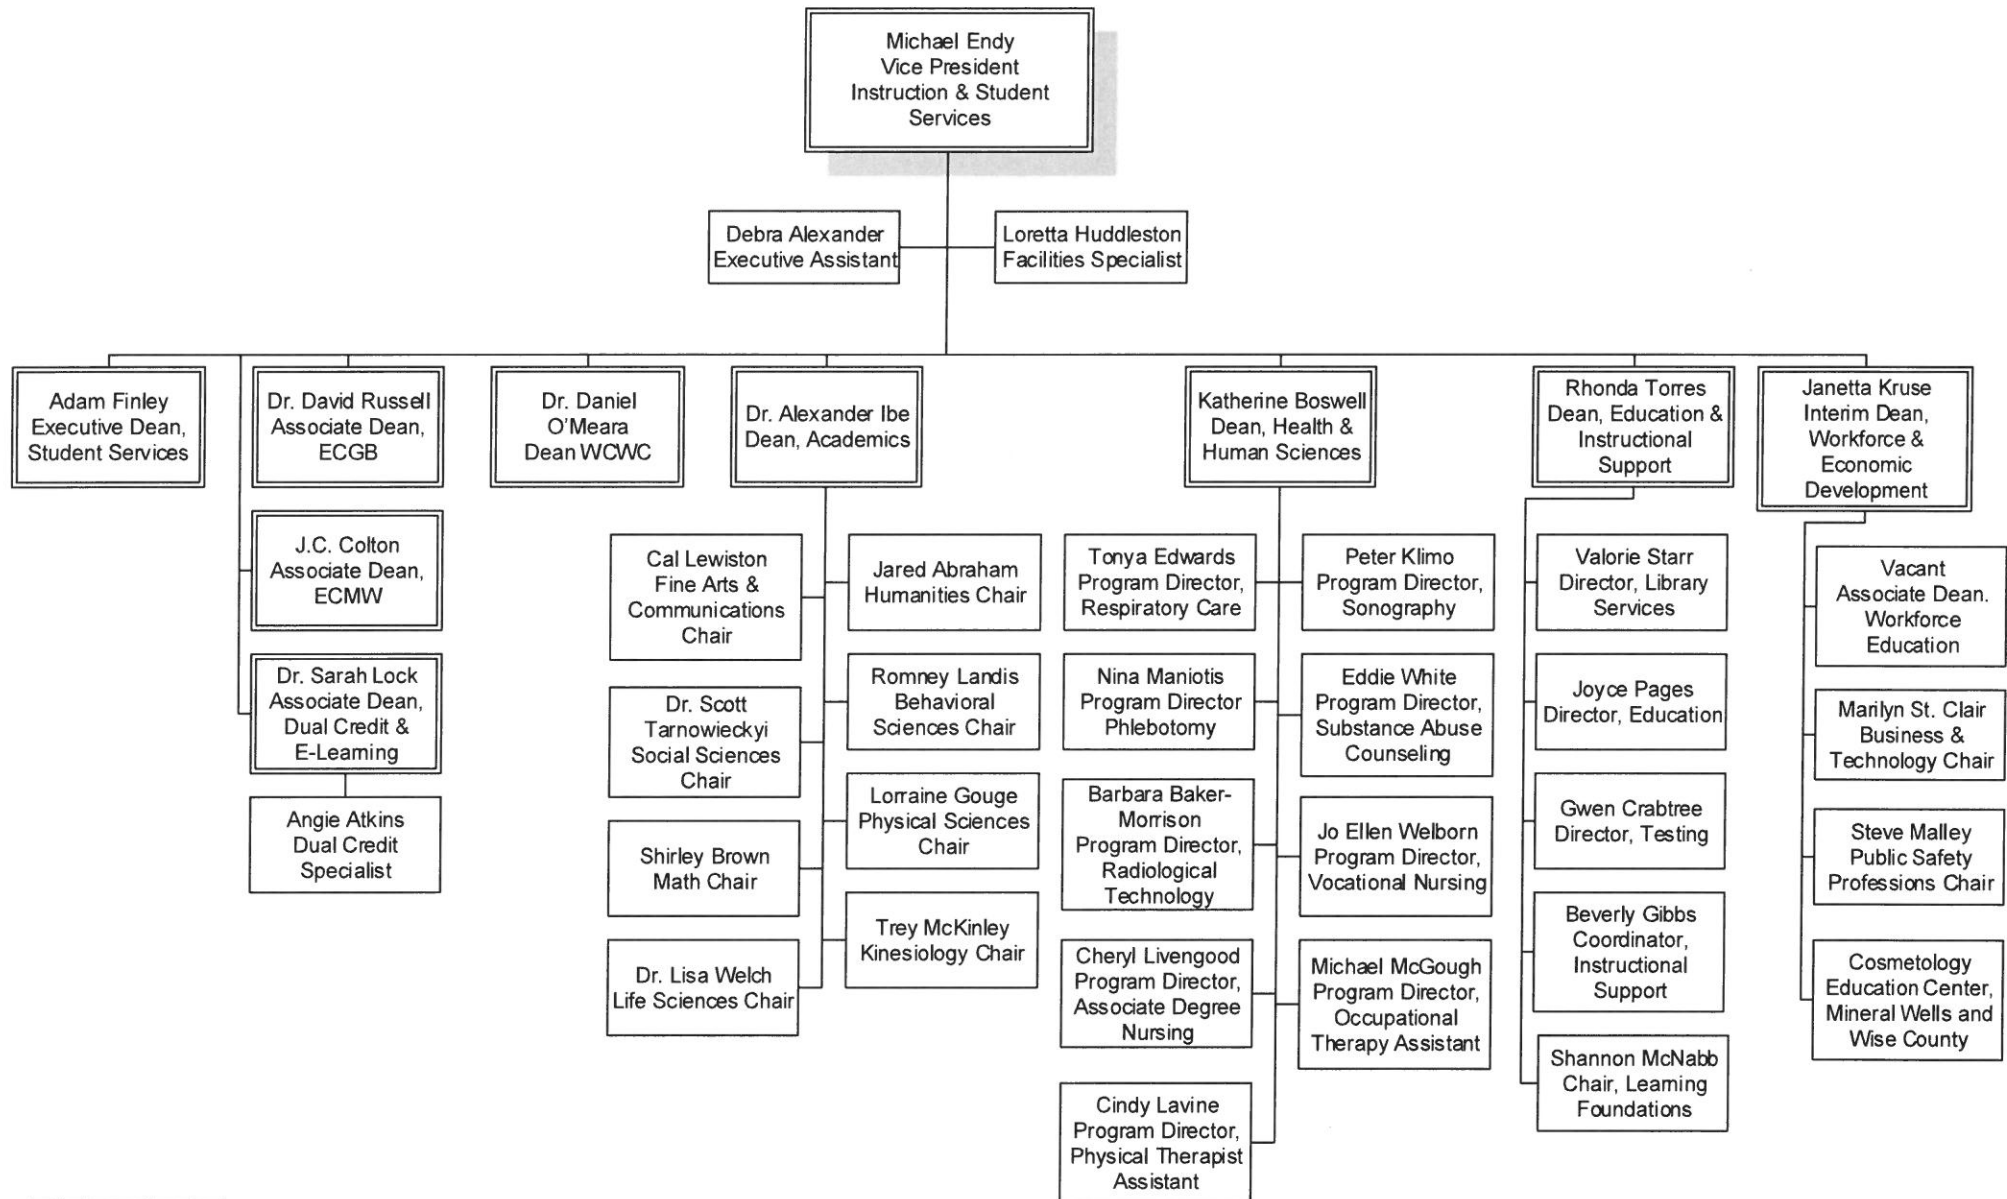 Michael Endy
Vice President
Instruction & Student
Services
Debra Alexander
Executive Assistant
Loretta Huddleston
Facilities Specialist
Adam Finley
Executive Dean,
Student Services
Dr. David Russell
Associate Dean,
ECGB
J.C. Colton
Associate Dean,
ECMW
Dr. Sarah Lock
Associate Dean,
Dual Credit &
E-Learning
Angie Atkins
Dual Credit
Specialist
Dr. Daniel
O'Meara
Dean WCWC
Dr. Alexander Ibe
Dean, Academics
Cal Lewiston
Fine Arts &
Communications
Chair
Jared Abraham
Humanities Chair
Dr. Scott
Tarnowieckyi
Social Sciences
Chair
Romney Landis
Behavioral
Sciences Chair
Shirley Brown
Math Chair
Lorraine Gouge
Physical Sciences
Chair
Dr. Lisa Welch
Life Sciences Chair
Trey McKinley
Kinesiology Chair
Katherine Boswell
Dean, Health &
Human Sciences
Tonya Edwards
Program Director,
Respiratory Care
Peter Klimo
Program Director,
Sonography
Nina Maniotis
Program Director
Phlebotomy
Eddie White
Program Director,
Substance Abuse
Counseling
Barbara Baker-
Morrison
Program Director,
Radiological
Technology
Jo Ellen Welborn
Program Director,
Vocational Nursing
Cheryl Livengood
Program Director,
Associate Degree
Nursing
Michael McGough
Program Director,
Occupational
Therapy Assistant
Cindy Lavine
Program Director,
Physical Therapist
Assistant
Rhonda Torres
Dean, Education &
Instructional
Support
Valorie Starr
Director, Library
Services
Joyce Pages
Director, Education
Gwen Crabtree
Director, Testing
Beverly Gibbs
Coordinator,
Instructional
Support
Shannon McNabb
Chair, Learning
Foundations
Janetta Kruse
Interim Dean,
Workforce &
Economic
Development
Vacant
Associate Dean.
Workforce
Education
Marilyn St. Clair
Business &
Technology Chair
Steve Malley
Public Safety
Professions Chair
Cosmetology
Education Center,
Mineral Wells and
Wise County